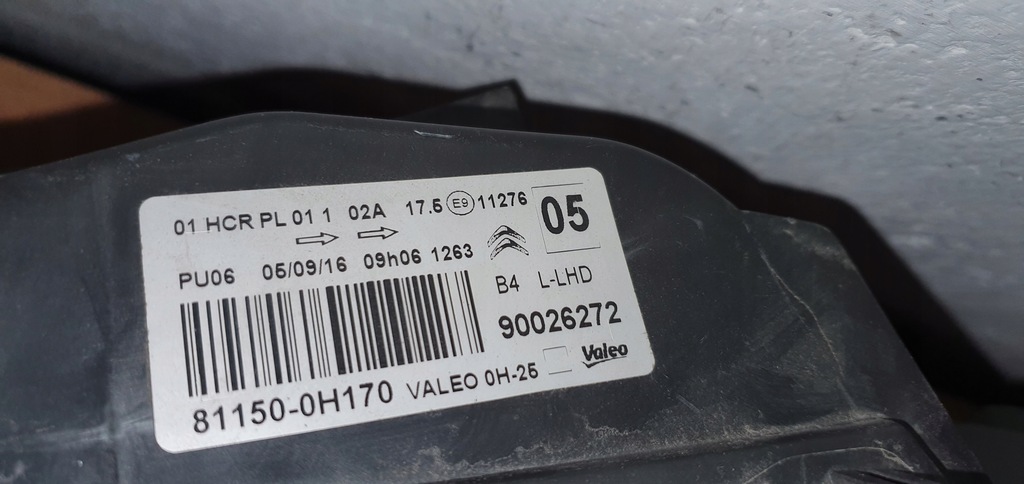 01 HCR PL 01 1 02A 17.5 E9 11276 05
PU06 05/09/16 09h06 1263
B4 L-LHD
90026272
81150-0H170 VALEO 0H-25 Valeo